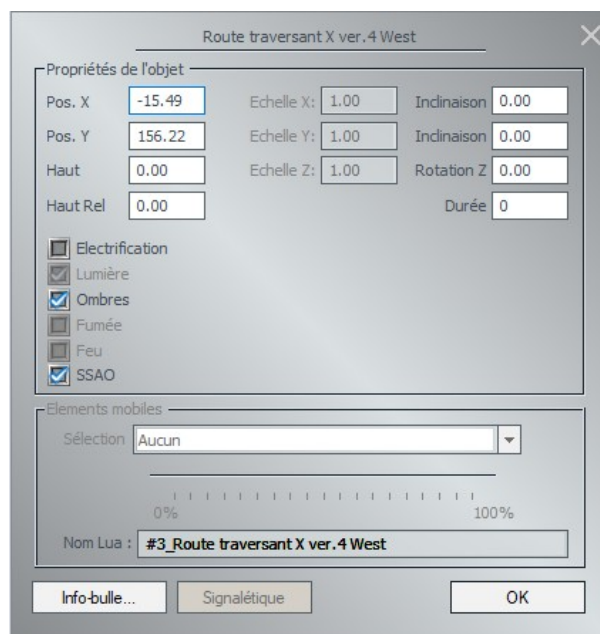 Route traversant X ver.4 West
Propriétés de l'objet
Pos. X -15.49 Echelle X: 1.00 Inclinaison 0.00
Pos. Y 156.22 Echelle Y: 1.00 Inclinaison 0.00
Haut 0.00 Echelle Z: 1.00 Rotation Z 0.00
Haut Rel 0.00 Durée 0
Electrification
Lumière
Ombres
Fumée
Feu
SSAO
Elements mobiles
Sélection Aucun
0% 100%
Nom Lua : #3_Route traversant X ver.4 West
Info-bulle... Signalétique OK